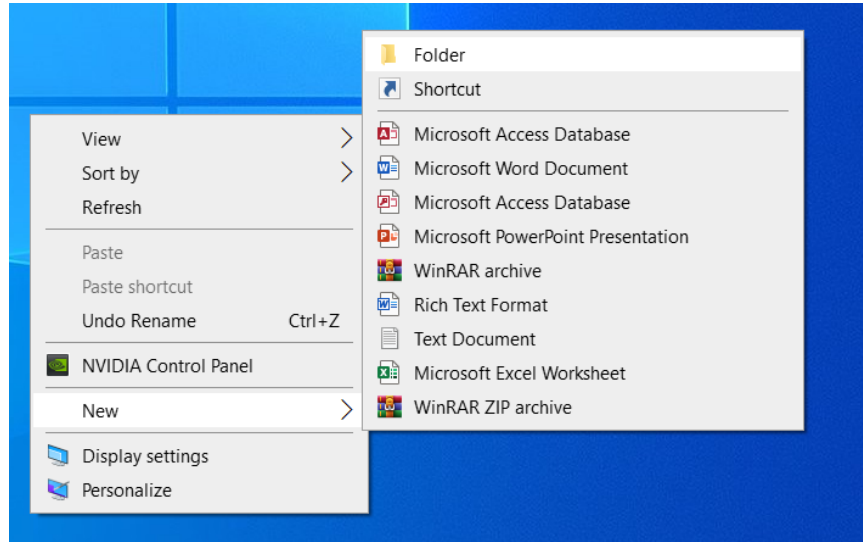 View
Sort by
Refresh
Paste
Paste shortcut
Undo Rename Ctrl+Z
NVIDIA Control Panel
New
Display settings
Personalize
Folder
Shortcut
Microsoft Access Database
Microsoft Word Document
Microsoft Access Database
Microsoft PowerPoint Presentation
WinRAR archive
Rich Text Format
Text Document
Microsoft Excel Worksheet
WinRAR ZIP archive